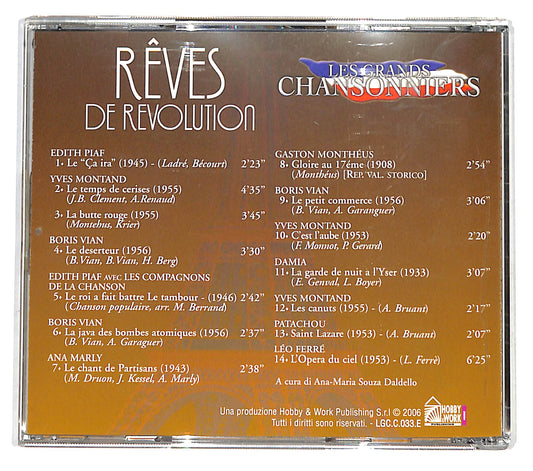 RÊVES
DE REVOLUTION
EDITH PIAF
1• Le "Ça ira" (1945) - (Ladré, Bécourt) 2'23"
YVES MONTAND
2• Le temps de cerises (1955) 4'35"
(J.B. Clement, A.Renaud)
3• La butte rouge (1955) 3'45"
(Montehus, Krier)
BORIS VIAN
4• Le deserteur (1956) 3'30"
(B.Vian, B.Vian, H. Berg)
EDITH PIAF AVEC LES COMPAGNONS
DE LA CHANSON
5• Le roi a fait battre Le tambour - (1946) 2'42"
(Chanson populaire, arr. M. Berrand)
BORIS VIAN
6• La java des bombes atomiques (1956) 2'37"
(B. Vian, A. Garaguer)
ANA MARLY
7• Le chant de Partisans (1943) 2'38"
(M. Druon, J. Kessel, A. Marly)
LES GRANDS
CHANSONNIERS
GASTON MONTHÉUS
8• Gloire au 17éme (1908) 2'54"
(Monthéus) [REP. VAL. STORICO]
BORIS VIAN
9• Le petit commerce (1956) 3'06"
(B. Vian, A. Garanguer)
YVES MONTAND
10• C'est l'aube (1953) 2'20"
(F. Monnot, P. Gerard)
DAMIA
11• La garde de nuit a l'Yser (1933) 3'07"
(E. Genval, L. Boyer)
YVES MONTAND
12• Les canuts (1955) - (A. Bruant) 2'17"
PATACHOU
13• Saint Lazare (1953) - (A. Bruant) 2'07"
LÉO FERRÉ
14• L'Opera du ciel (1953) - (L. Ferrè) 6'25"
A cura di Ana-Maria Souza Daldello
Una produzione Hobby & Work Publishing S.r.l © 2006
Tutti i diritti sono riservati. - LGC.C.033.E
HOBBY
& WORK